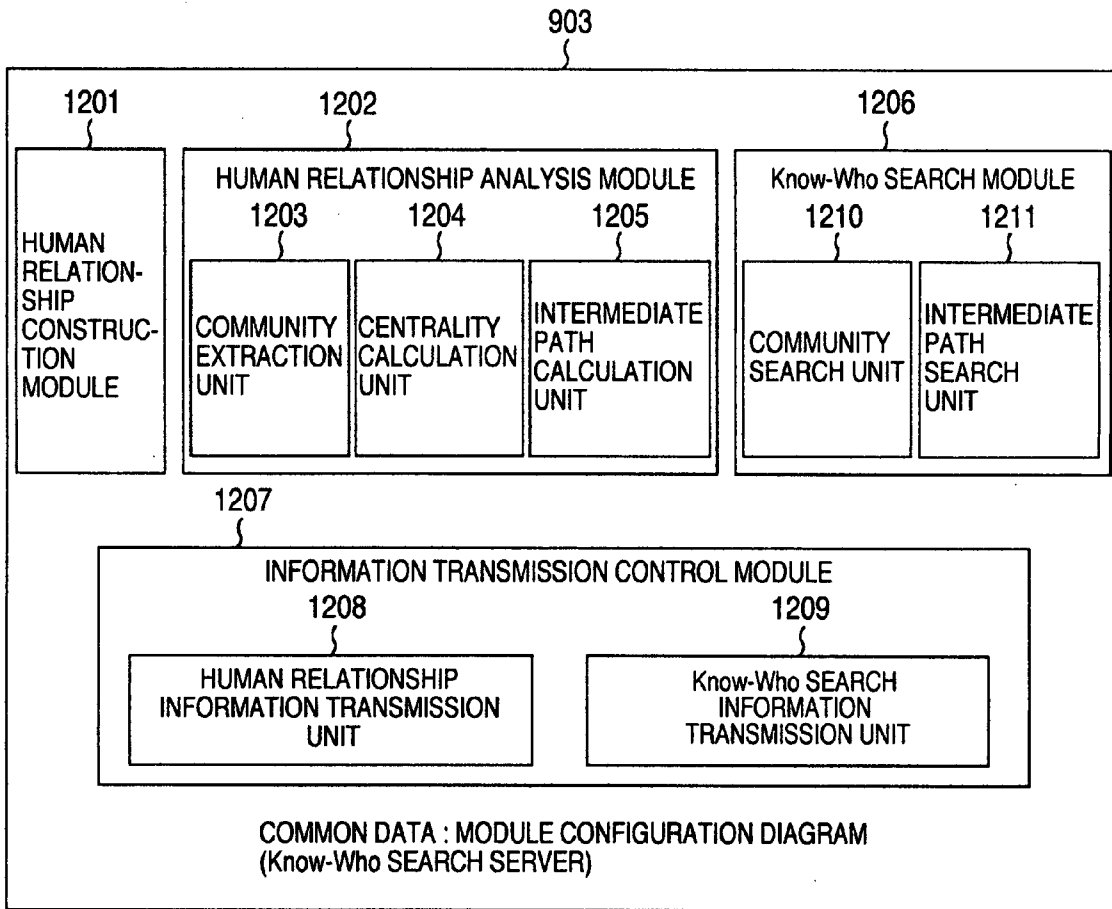 903
1201
1202
1206
HUMAN RELATIONSHIP ANALYSIS MODULE
Know-Who SEARCH MODULE
1203
1204
1205
1210
1211
HUMAN
RELATION-
SHIP
CONSTRUC-
TION
MODULE
COMMUNITY
EXTRACTION
UNIT
CENTRALITY
CALCULATION
UNIT
INTERMEDIATE
PATH
CALCULATION
UNIT
COMMUNITY
SEARCH UNIT
INTERMEDIATE
PATH
SEARCH
UNIT
1207
INFORMATION TRANSMISSION CONTROL MODULE
1208
1209
HUMAN RELATIONSHIP
INFORMATION TRANSMISSION
UNIT
Know-Who SEARCH
INFORMATION
TRANSMISSION UNIT
COMMON DATA : MODULE CONFIGURATION DIAGRAM
(Know-Who SEARCH SERVER)